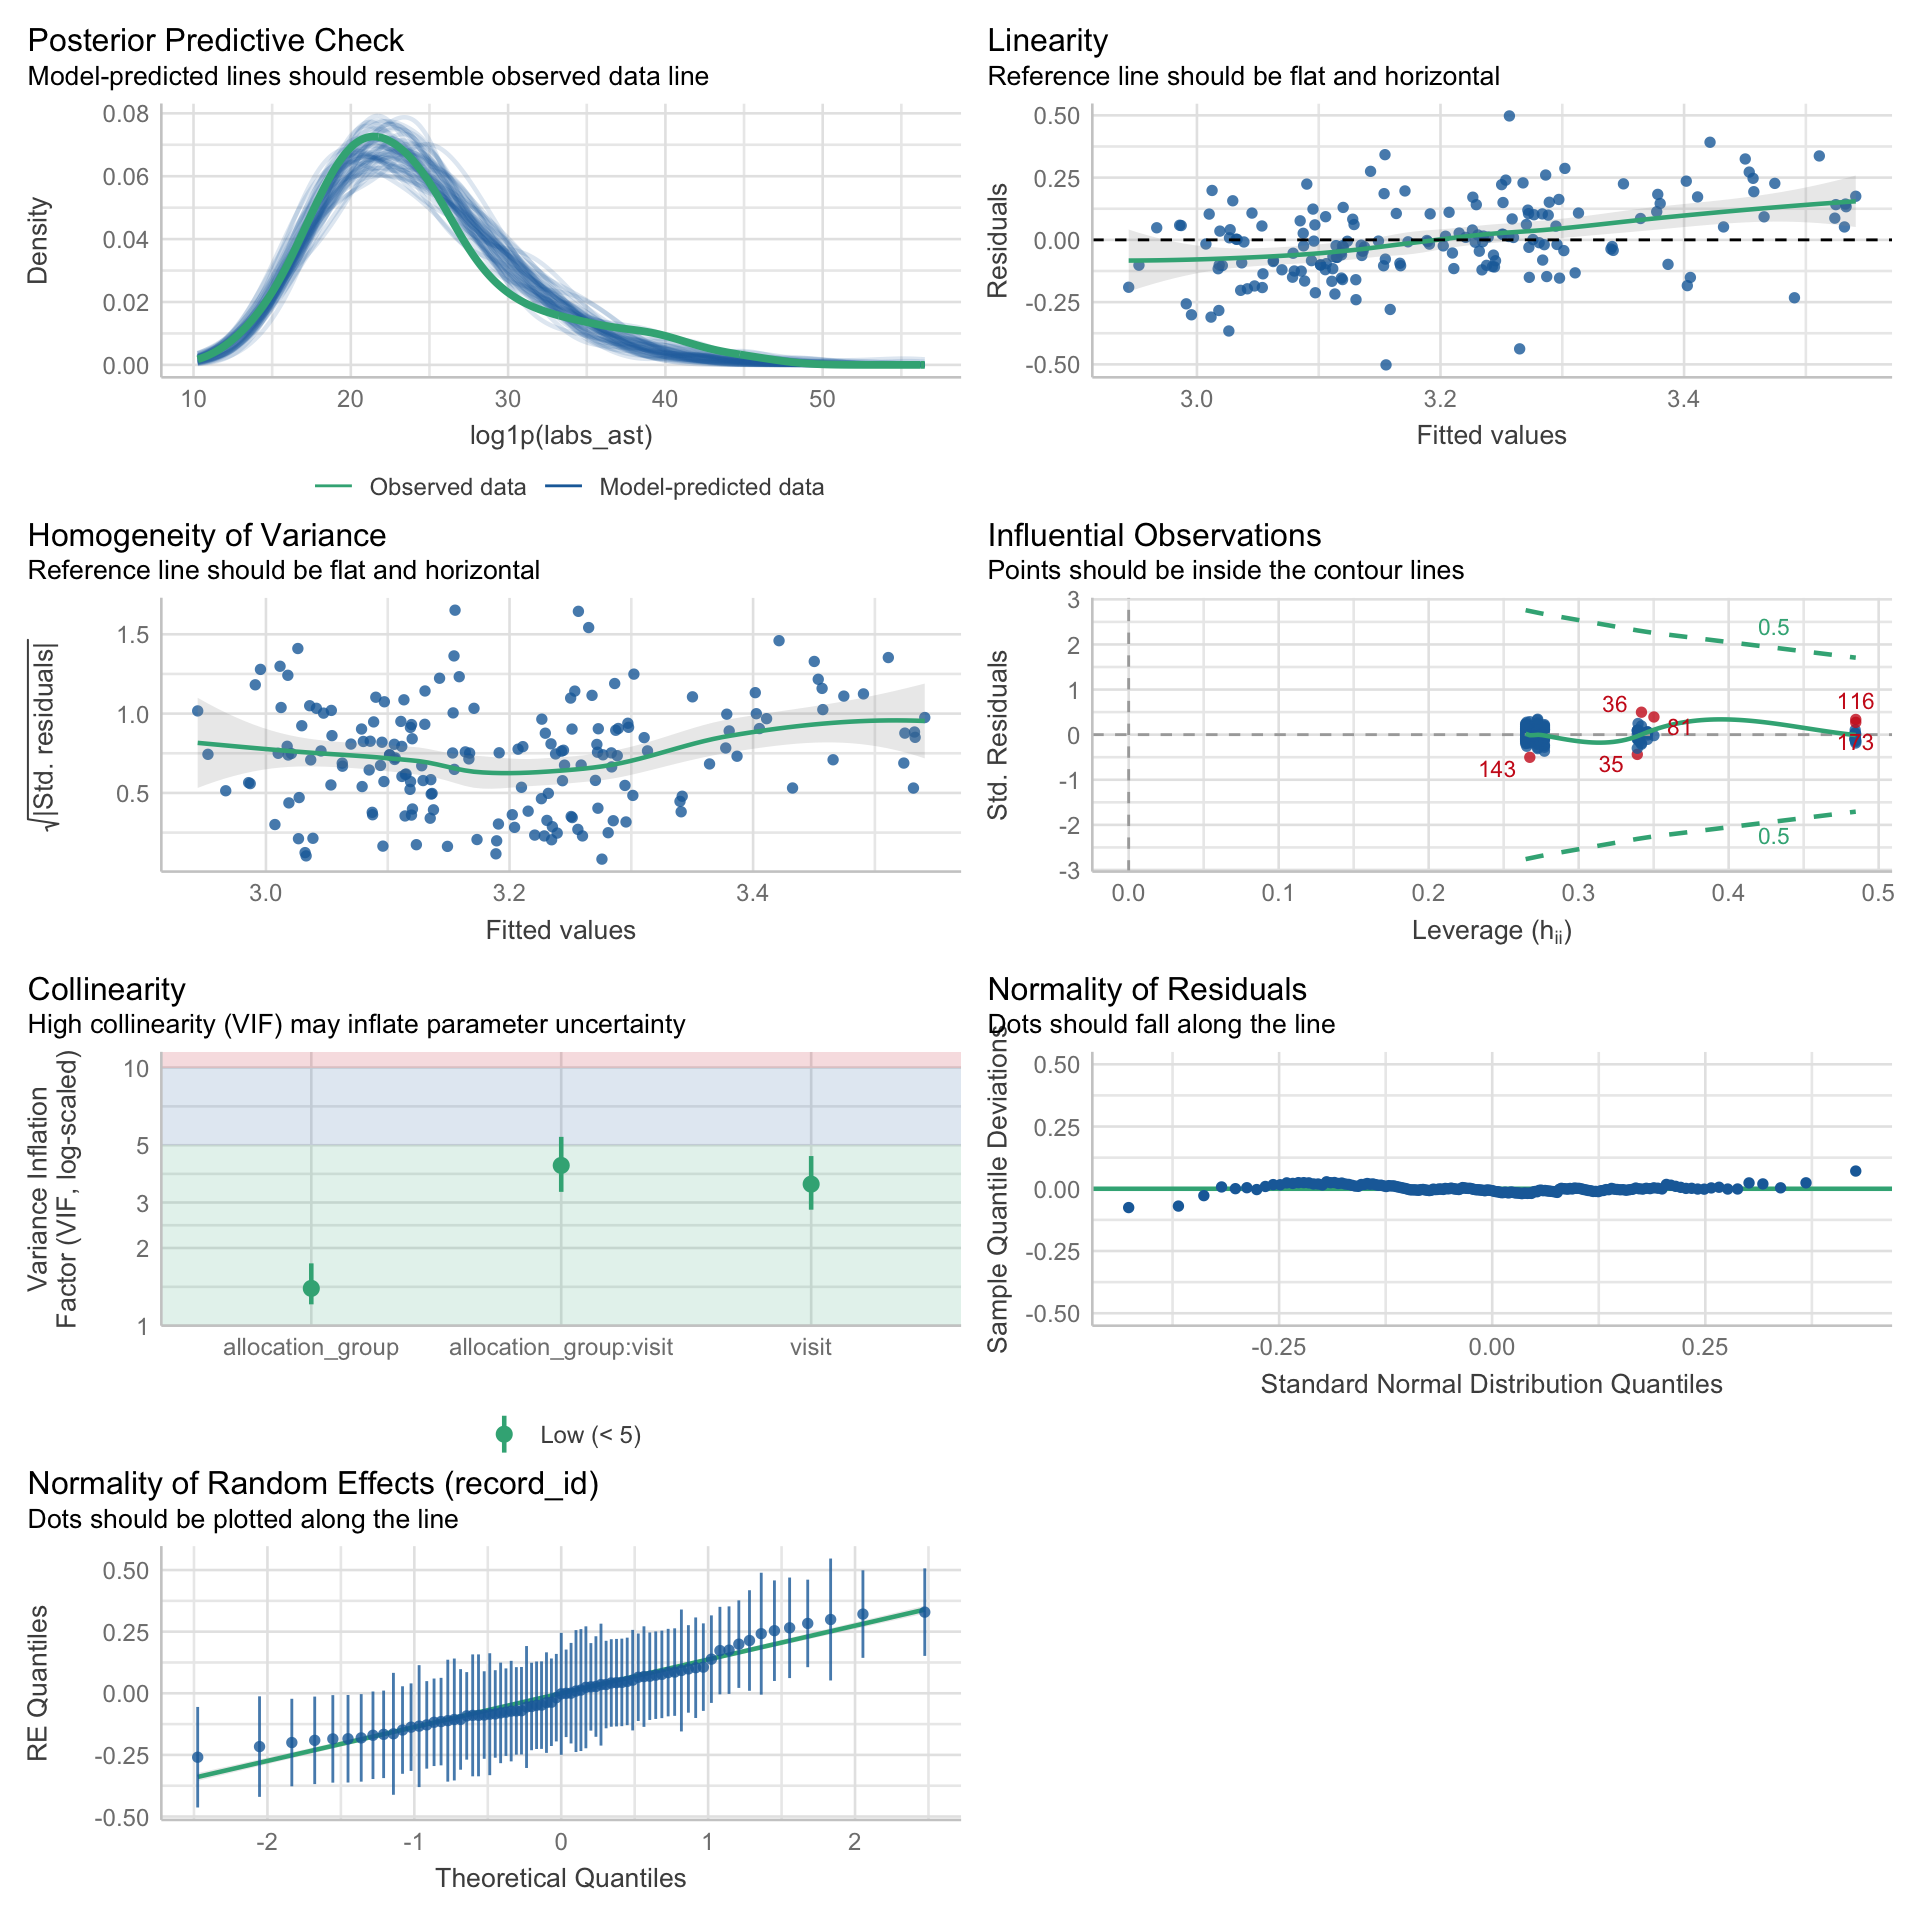 Posterior Predictive Check
Model-predicted lines should resemble observed data line
0.08
0.06
0.04
0.02
0.00
Density
10 20 30 40 50
log1p(labs_ast)
Observed data Model-predicted data
Linearity
Reference line should be flat and horizontal
0.50
0.25
0.00
-0.25
-0.50
Residuals
3.0 3.2 3.4
Fitted values
Homogeneity of Variance
Reference line should be flat and horizontal
1.5
1.0
0.5
√|Std. residuals|
3.0 3.2 3.4
Fitted values
Influential Observations
Points should be inside the contour lines
3
2
1
0
-1
-2
-3
Std. Residuals
0.5
36
116
81
173
143
35
0.5
0.0 0.1 0.2 0.3 0.4 0.5
Leverage (hii)
Collinearity
High collinearity (VIF) may inflate parameter uncertainty
10
5
3
2
1
Variance Inflation
Factor (VIF, log-scaled)
allocation_group allocation_group:visit visit
Low (< 5)
Normality of Residuals
Dots should fall along the line
0.50
0.25
0.00
-0.25
-0.50
Sample Quantile Deviations
-0.25 0.00 0.25
Standard Normal Distribution Quantiles
Normality of Random Effects (record_id)
Dots should be plotted along the line
0.50
0.25
0.00
-0.25
-0.50
RE Quantiles
-2 -1 0 1 2
Theoretical Quantiles